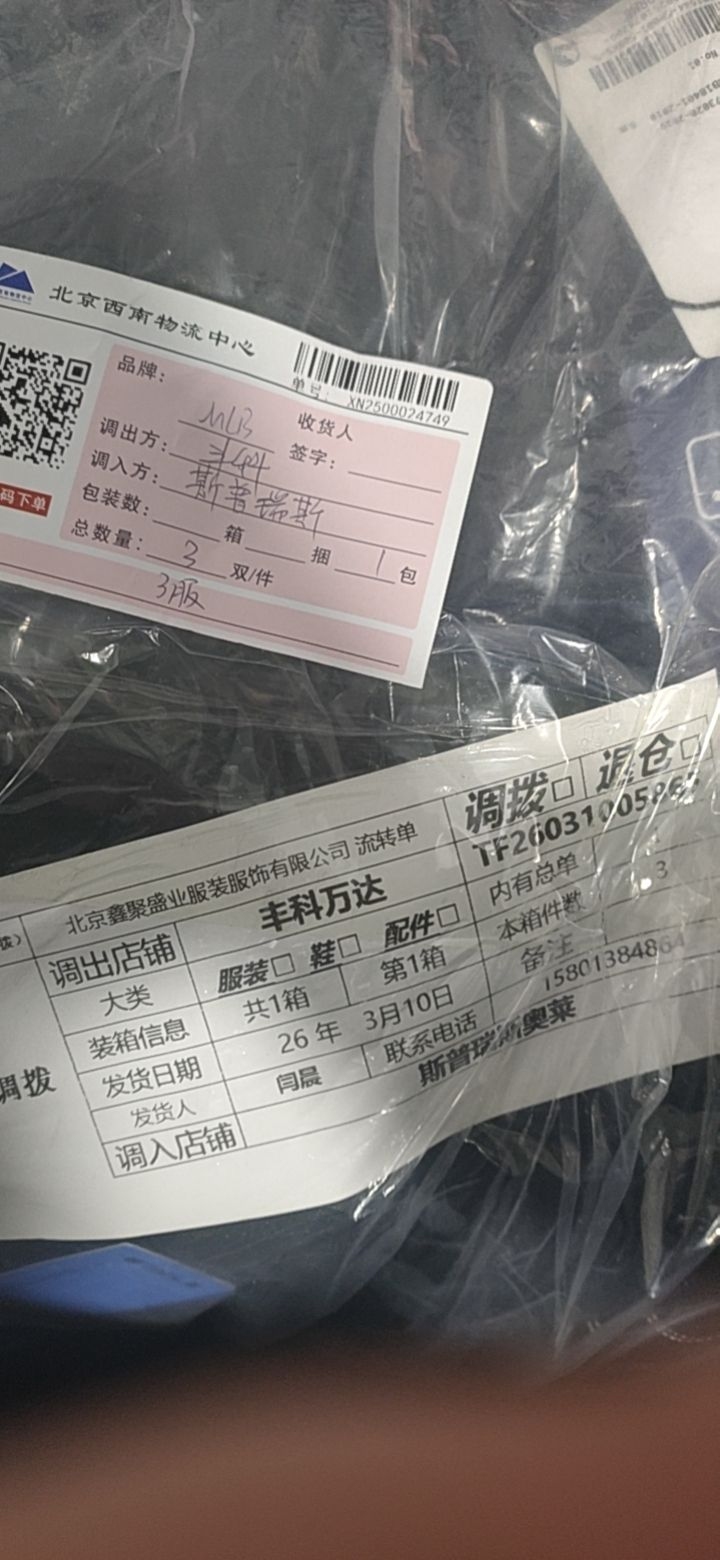 No.01
北京西南物流中心
单号: XN2500024749
品牌: MLB
收货人
签字:
调出方: 丰科
调入方: 斯普瑞斯
包装数: 箱 捆 1 包
总数量: 3 双/件
3服
码下单
北京鑫聚盛业服装服饰有限公司 流转单 调拨□ 退仓□
调出店铺 丰科万达 TF26031005867
大类 服装□ 鞋□ 配件□ 内有总单 1
装箱信息 共1箱 第1箱 本箱件数 3
发货日期 26 年 3月10日 备注
发货人 闫晨 联系电话 15801384864
调入店铺 斯普瑞斯奥莱
调拨